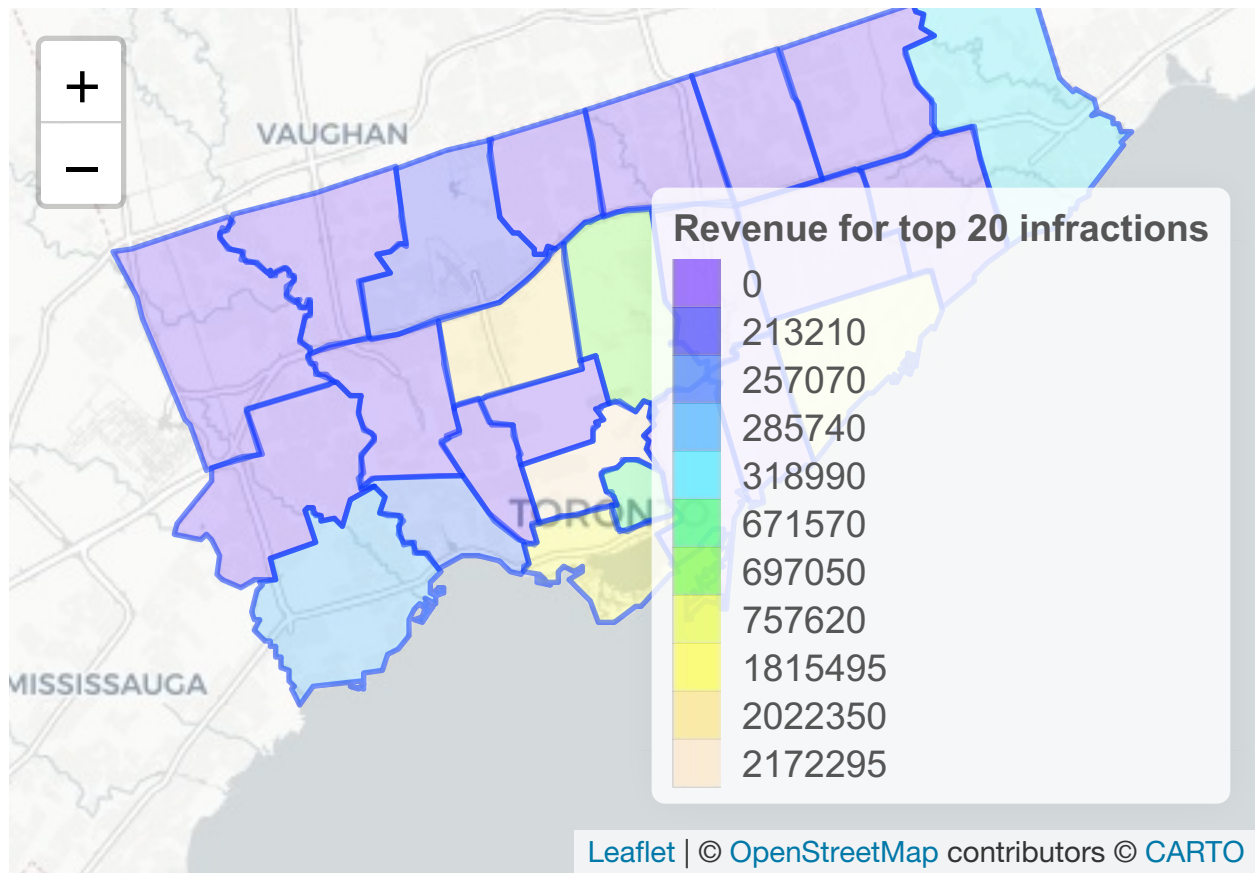 +
−
VAUGHAN
Revenue for top 20 infractions
0
213210
257070
285740
318990
671570
697050
757620
1815495
2022350
2172295
TORONTO
MISSISSAUGA
Leaflet | © OpenStreetMap contributors © CARTO